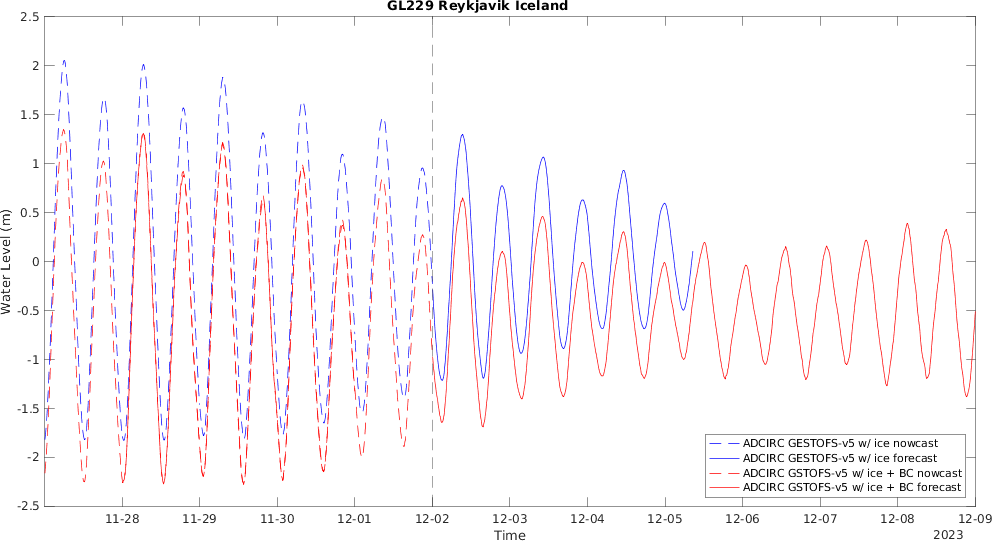 GL229 Reykjavik Iceland
2.5
2
1.5
1
0.5
0
-0.5
-1
-1.5
-2
-2.5
Water Level (m)
ADCIRC GESTOFS-v5 w/ ice nowcast
ADCIRC GESTOFS-v5 w/ ice forecast
ADCIRC GSTOFS-v5 w/ ice + BC nowcast
ADCIRC GSTOFS-v5 w/ ice + BC forecast
11-28 11-29 11-30 12-01 12-02 12-03 12-04 12-05 12-06 12-07 12-08 12-09
Time
2023